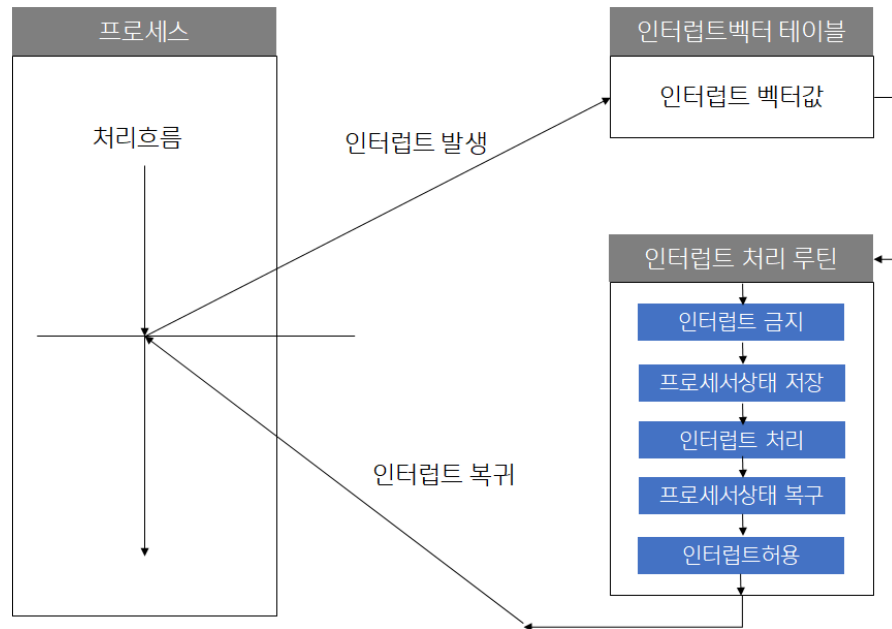 프로세스
처리흐름
인터럽트 발생
인터럽트 복귀
인터럽트벡터 테이블
인터럽트 벡터값
인터럽트 처리 루틴
인터럽트 금지
프로세서상태 저장
인터럽트 처리
프로세서상태 복구
인터럽트허용